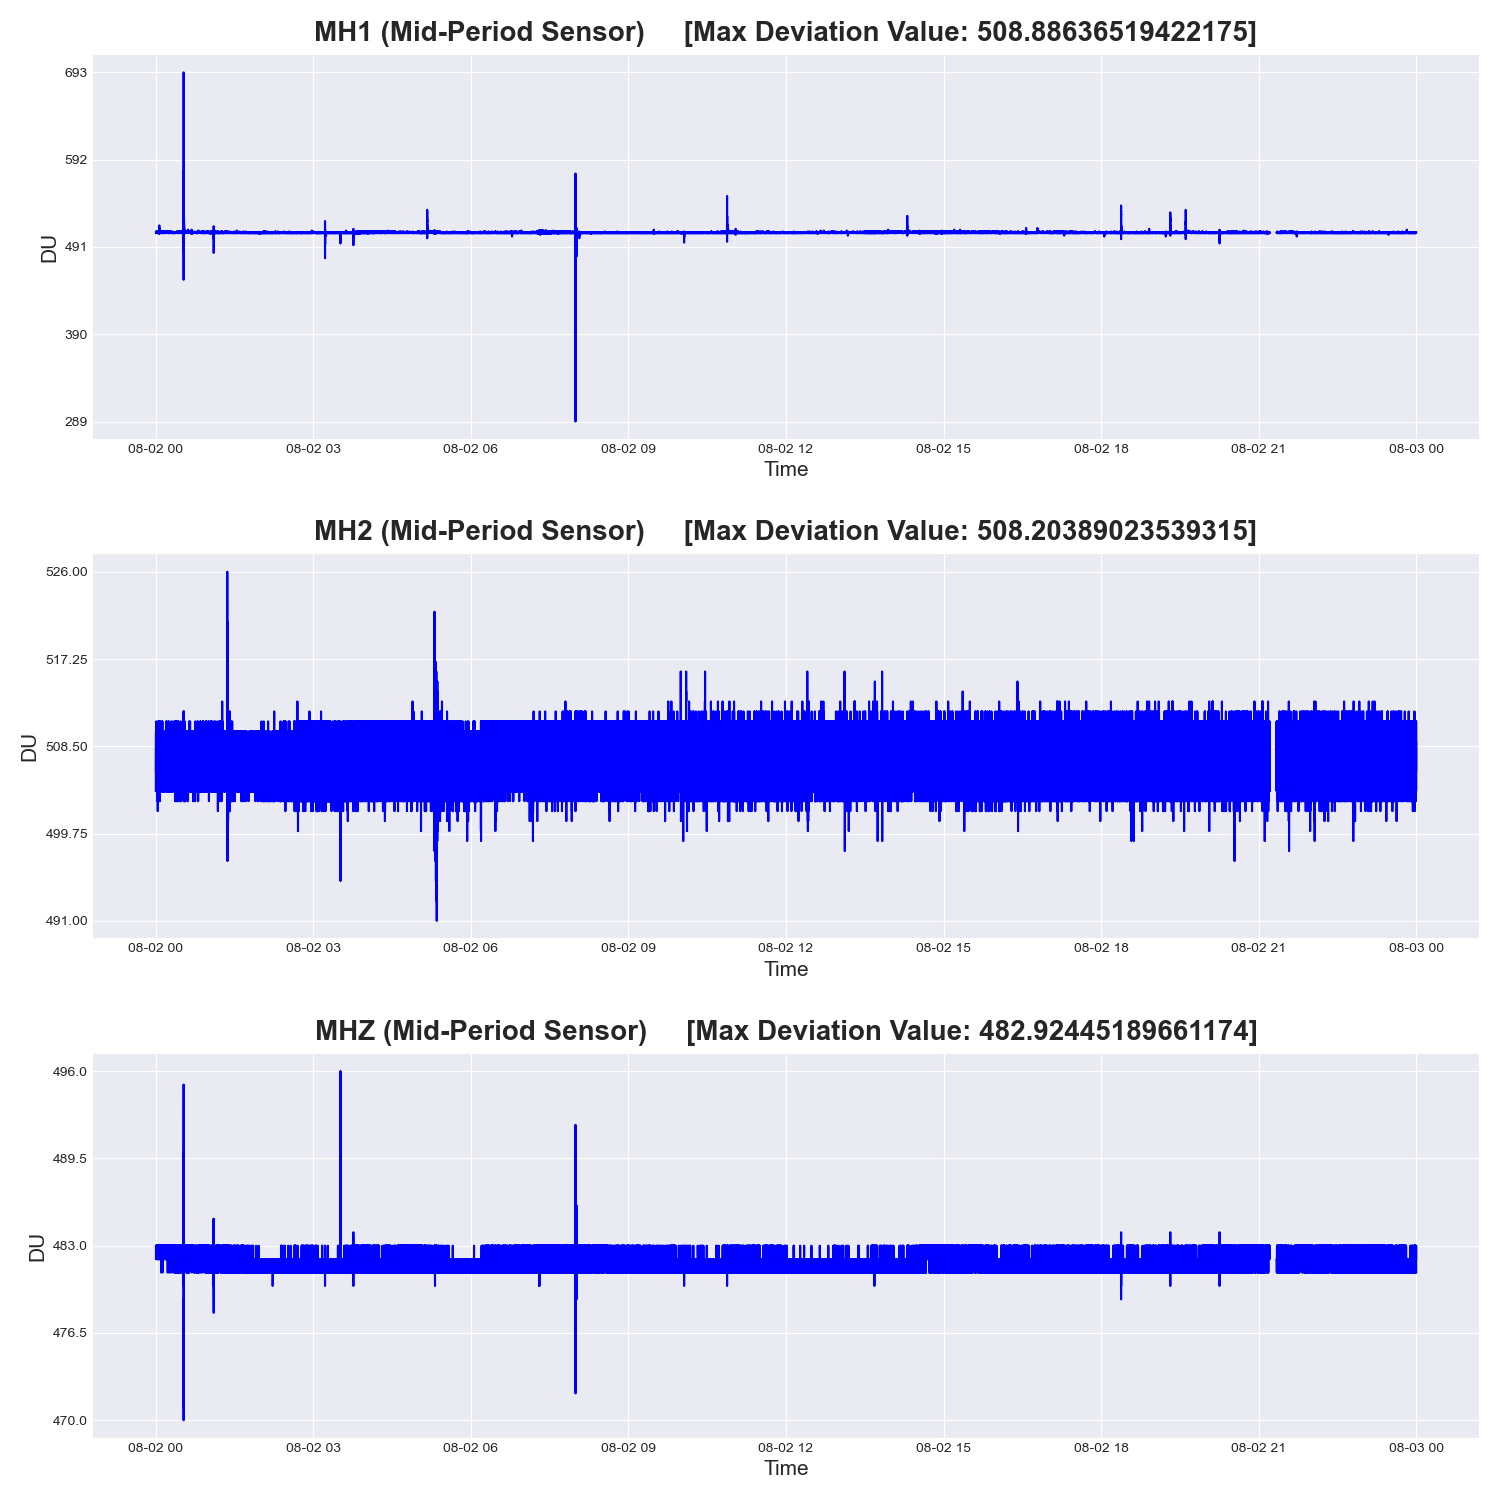 MH1 (Mid-Period Sensor) [Max Deviation Value: 508.88636519422175]
693
592
491
390
289
DU
08-02 00 08-02 03 08-02 06 08-02 09 08-02 12 08-02 15 08-02 18 08-02 21 08-03 00
Time
MH2 (Mid-Period Sensor) [Max Deviation Value: 508.20389023539315]
526.00
517.25
508.50
499.75
491.00
DU
08-02 00 08-02 03 08-02 06 08-02 09 08-02 12 08-02 15 08-02 18 08-02 21 08-03 00
Time
MHZ (Mid-Period Sensor) [Max Deviation Value: 482.92445189661174]
496.0
489.5
483.0
476.5
470.0
DU
08-02 00 08-02 03 08-02 06 08-02 09 08-02 12 08-02 15 08-02 18 08-02 21 08-03 00
Time